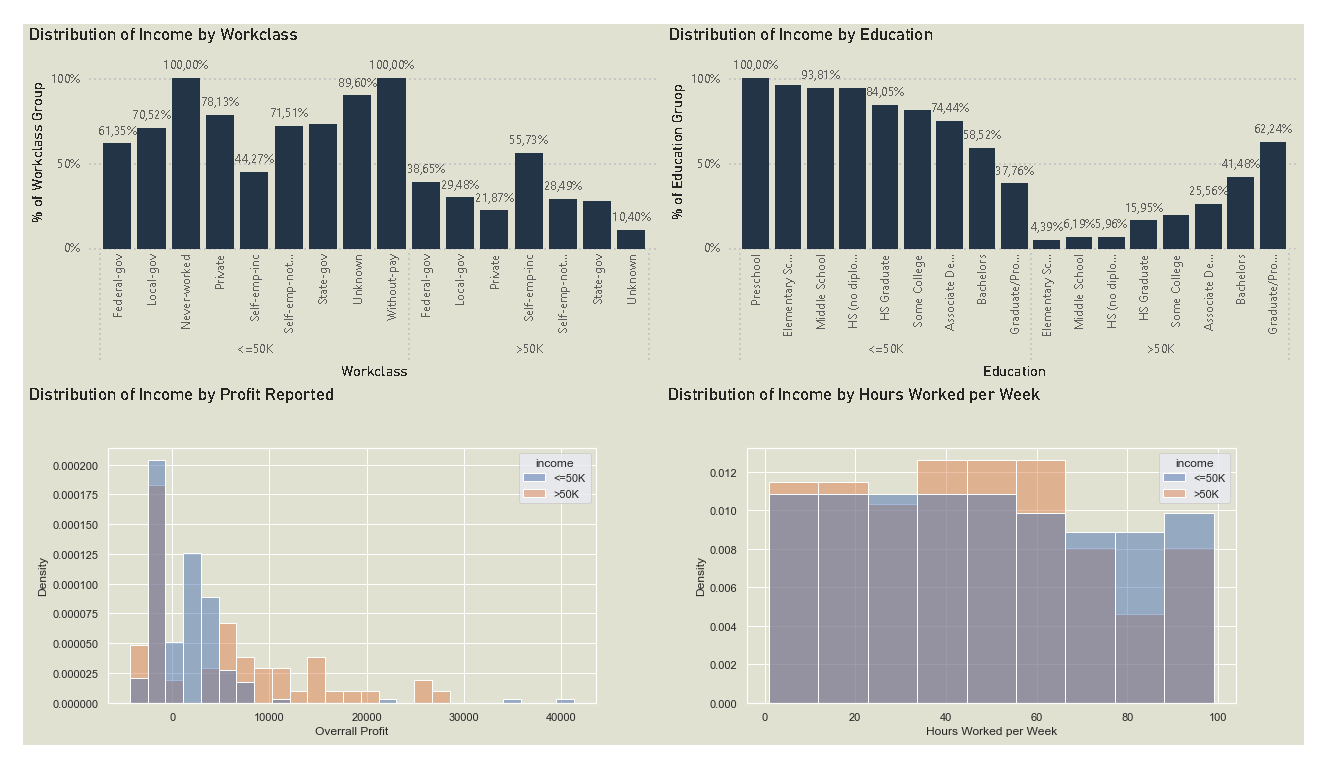 Distribution of Income by Workclass
% of Workclass Group
100%
50%
0%
61,35%
70,52%
100,00%
78,13%
44,27%
71,51%
89,60%
100,00%
38,65%
29,48%
21,87%
55,73%
28,49%
10,40%
Federal-gov
Local-gov
Never-worked
Private
Self-emp-inc
Self-emp-not...
State-gov
Unknown
Without-pay
Federal-gov
Local-gov
Private
Self-emp-inc
Self-emp-not...
State-gov
Unknown
<=50K
>50K
Workclass
Distribution of Income by Education
% of Education Gruop
100%
50%
0%
100,00%
93,81%
84,05%
74,44%
58,52%
37,76%
4,39%
6,19%
5,96%
15,95%
25,56%
41,48%
62,24%
Preschool
Elementary Sc...
Middle School
HS (no diplo...
HS Graduate
Some College
Associate De...
Bachelors
Graduate/Pro...
Elementary Sc...
Middle School
HS (no diplo...
HS Graduate
Some College
Associate De...
Bachelors
Graduate/Pro...
<=50K
>50K
Education
Distribution of Income by Profit Reported
income
<=50K
>50K
Density
0.000200
0.000175
0.000150
0.000125
0.000100
0.000075
0.000050
0.000025
0.000000
0
10000
20000
30000
40000
Overrall Profit
Distribution of Income by Hours Worked per Week
income
<=50K
>50K
Density
0.012
0.010
0.008
0.006
0.004
0.002
0.000
0
20
40
60
80
100
Hours Worked per Week